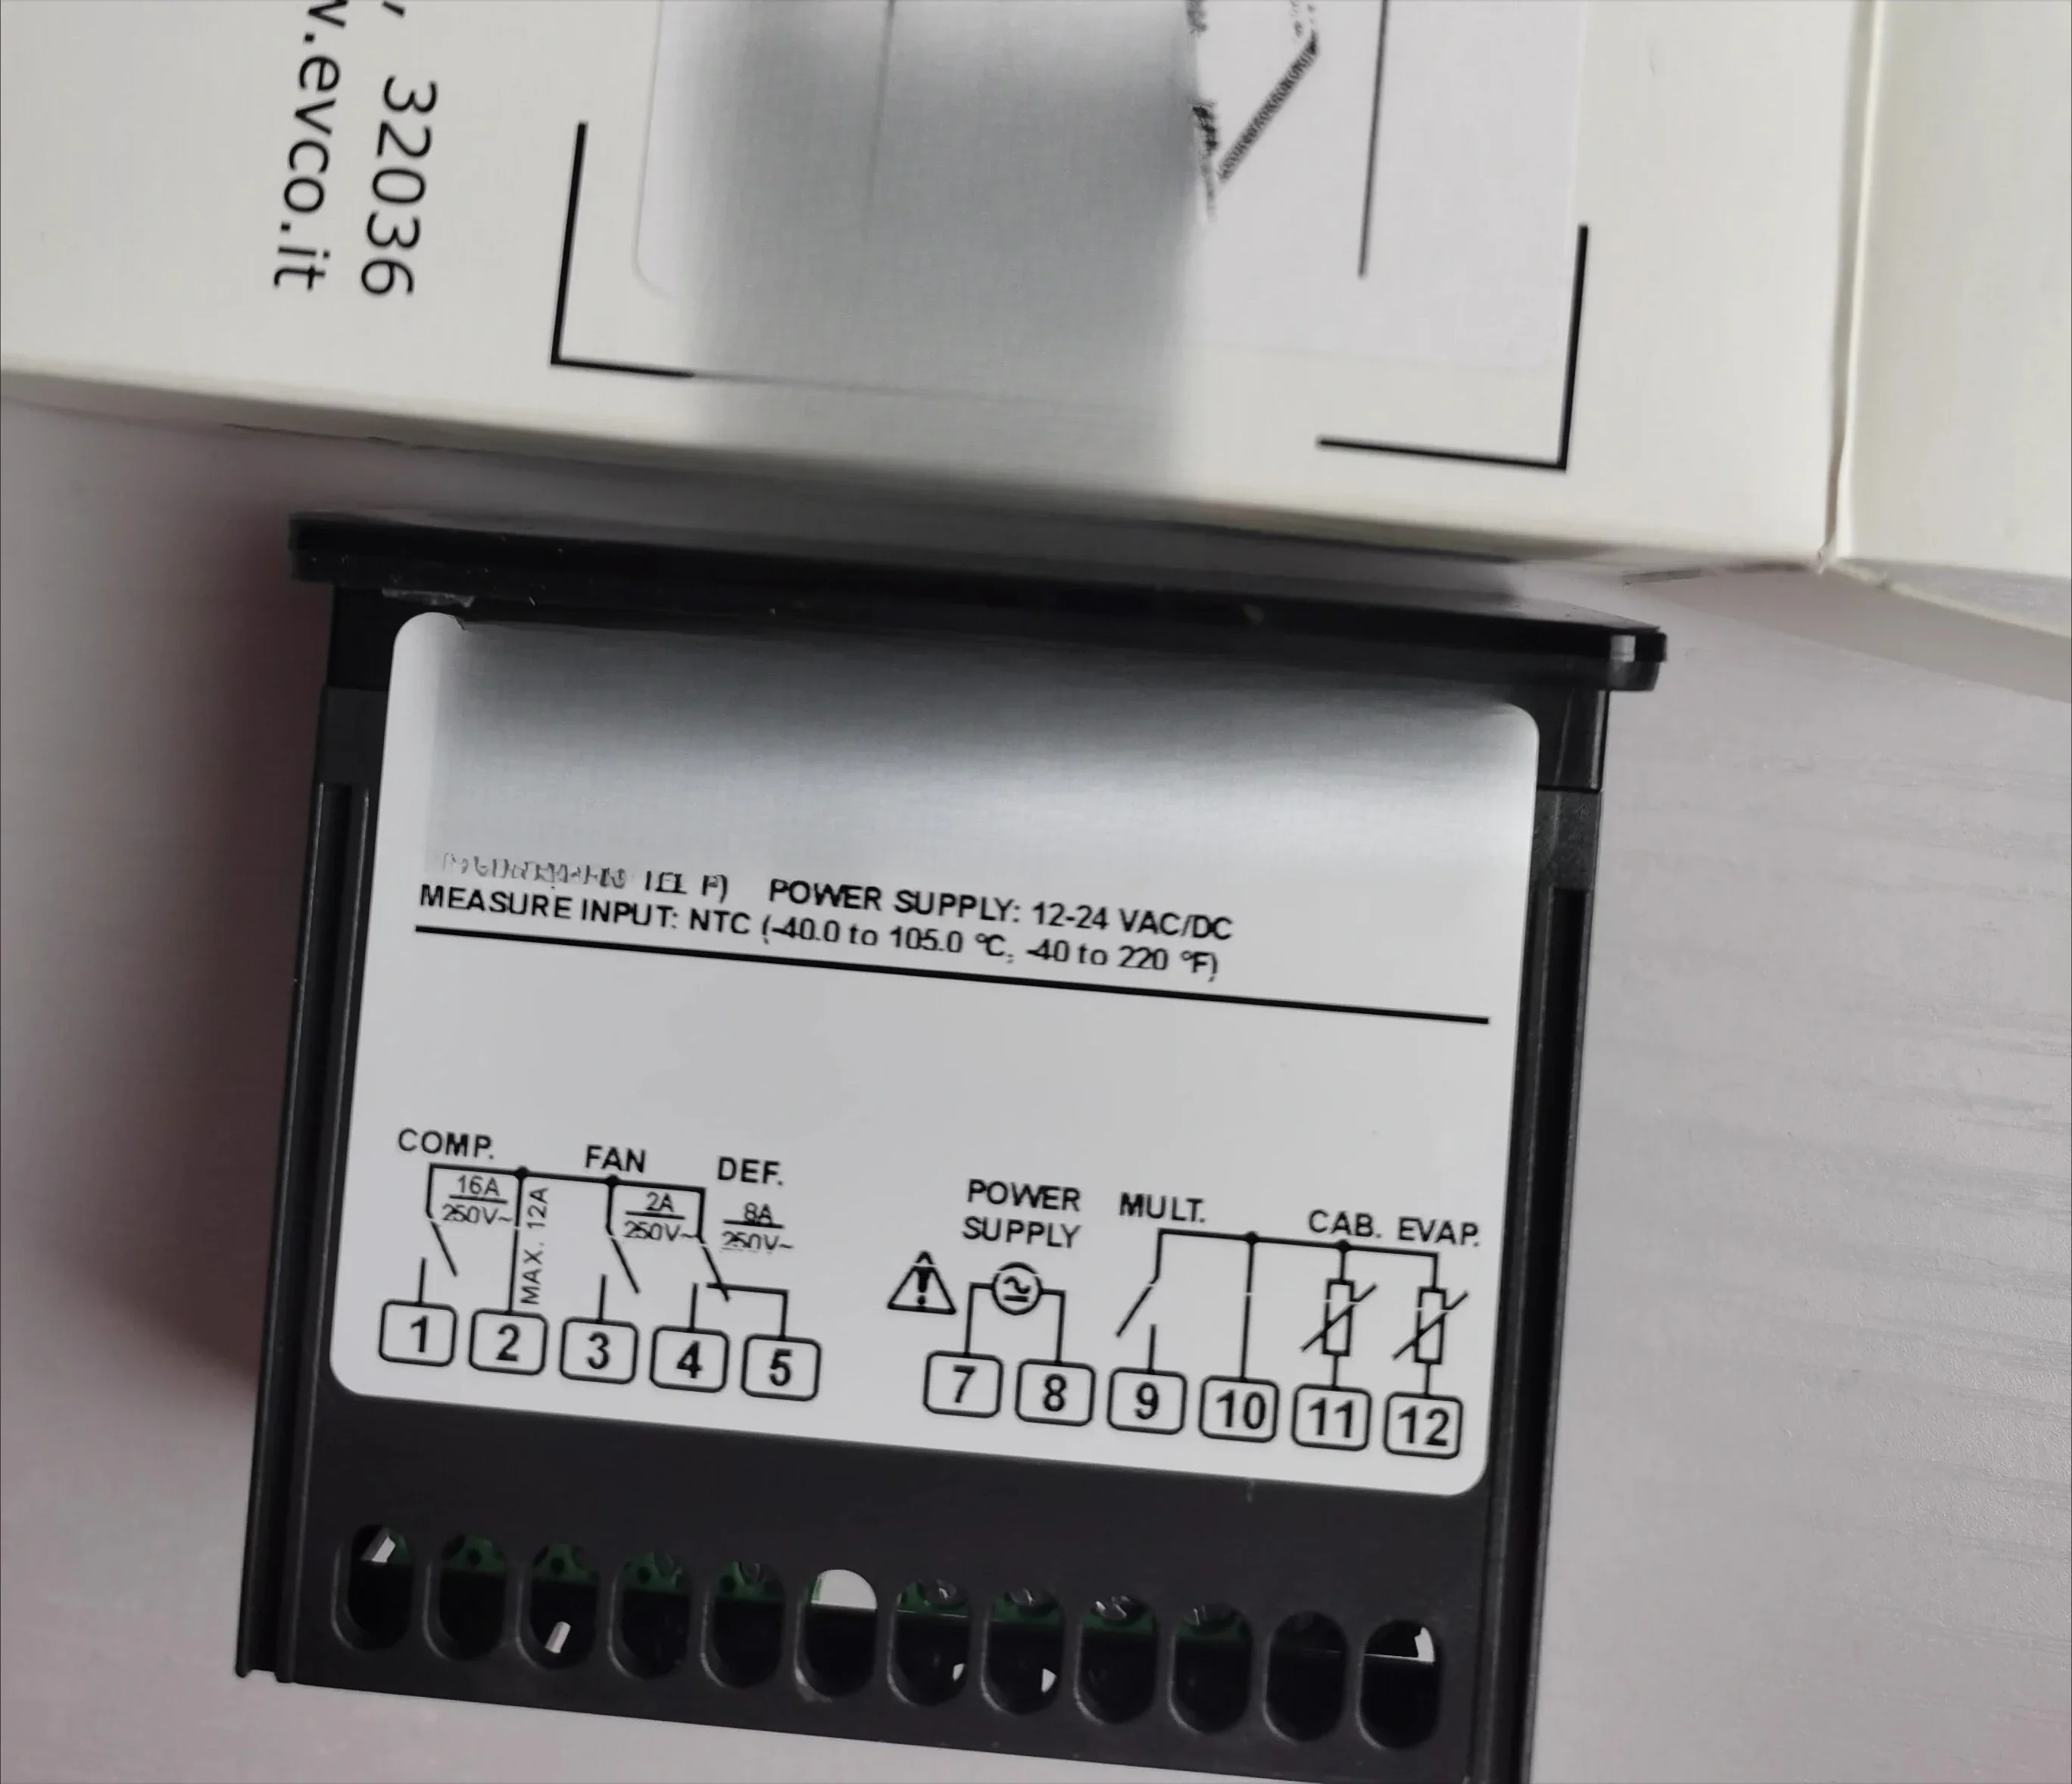 , 32036
w.evco.it
POWER SUPPLY: 12-24 VAC/DC
MEASURE INPUT: NTC (-40.0 to 105.0 °C, -40 to 220 °F)
COMP. FAN DEF.
16A 250V~
MAX. 12A
2A 250V~
8A 250V~
POWER SUPPLY
MULT. CAB. EVAP.
1 2 3 4 5 7 8 9 10 11 12